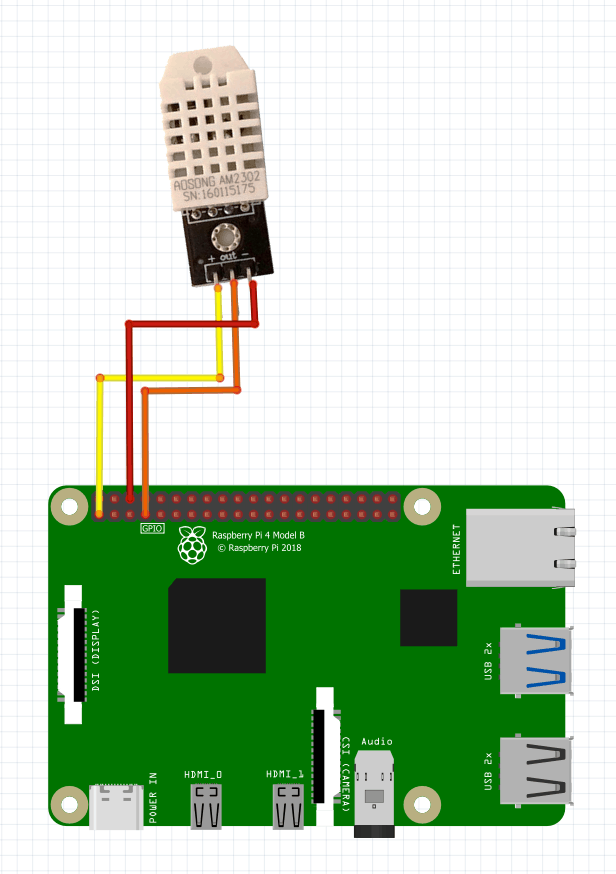 AOSONG AM2302
SN:160115175
+ out -
GPIO
Raspberry Pi 4 Model B
© Raspberry Pi 2018
ETHERNET
DSI (DISPLAY)
USB 2x
CSI (CAMERA)
Audio
USB 2x
POWER IN
HDMI_0
HDMI_1